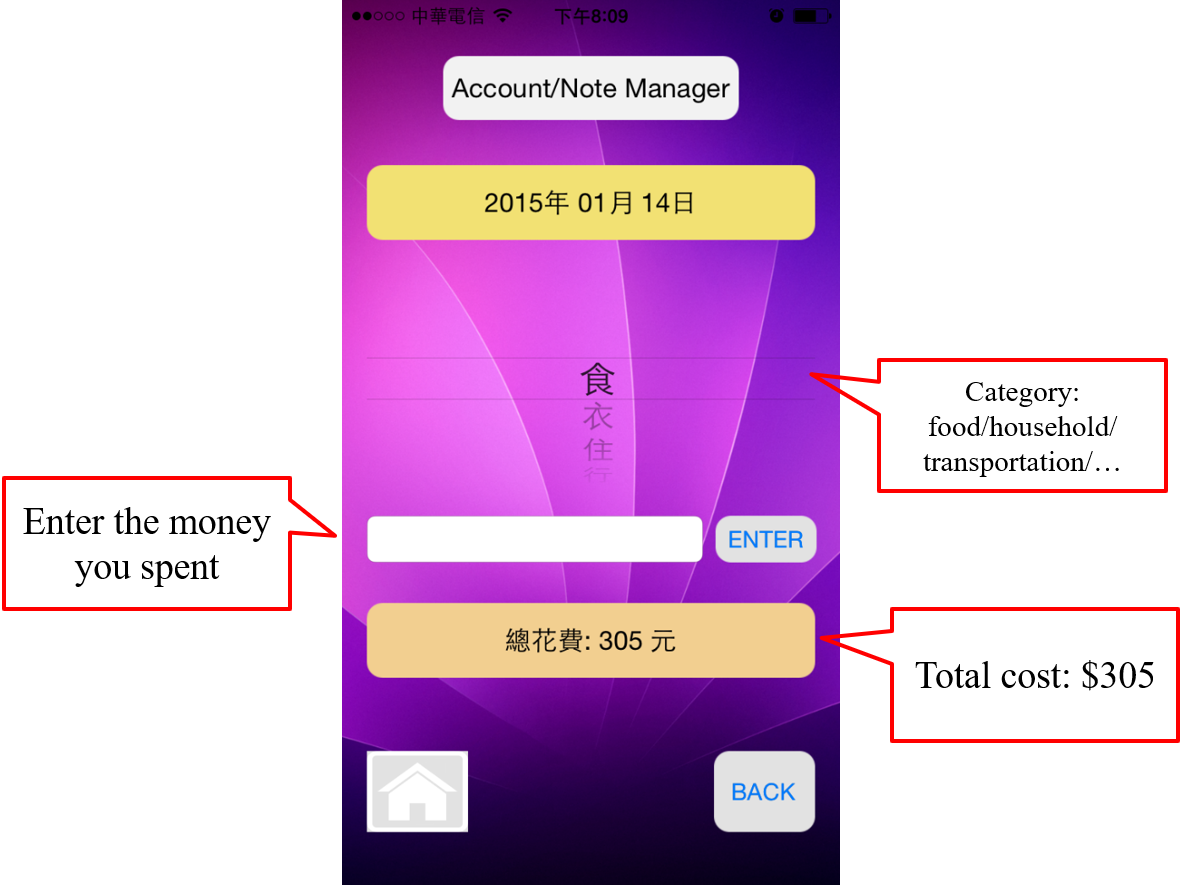 中華電信 下午8:09
Account/Note Manager
2015年 01月 14日
食
衣
住
行
Category:
food/household/
transportation/…
Enter the money
you spent
ENTER
總花費: 305 元
Total cost: $305
BACK